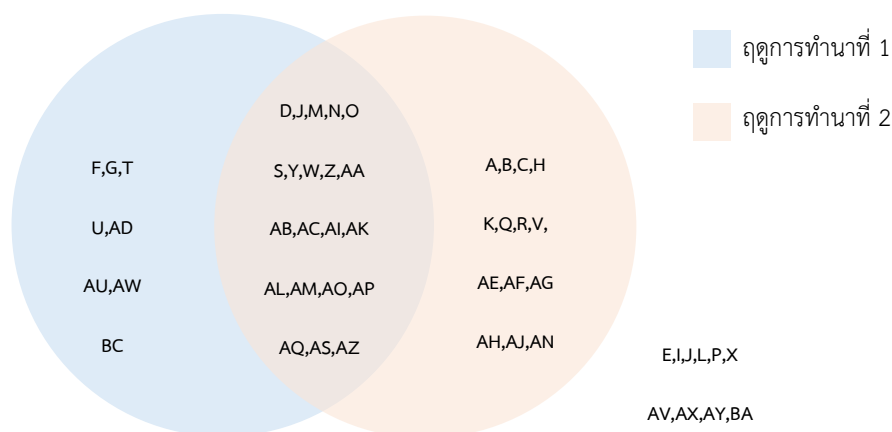 ฤดูการทำนาที่ 1
ฤดูการทำนาที่ 2
D,J,M,N,O
F,G,T
S,Y,W,Z,AA
A,B,C,H
U,AD
AB,AC,AI,AK
K,Q,R,V,
AU,AW
AL,AM,AO,AP
AE,AF,AG
BC
AQ,AS,AZ
AH,AJ,AN
E,I,J,L,P,X
AV,AX,AY,BA